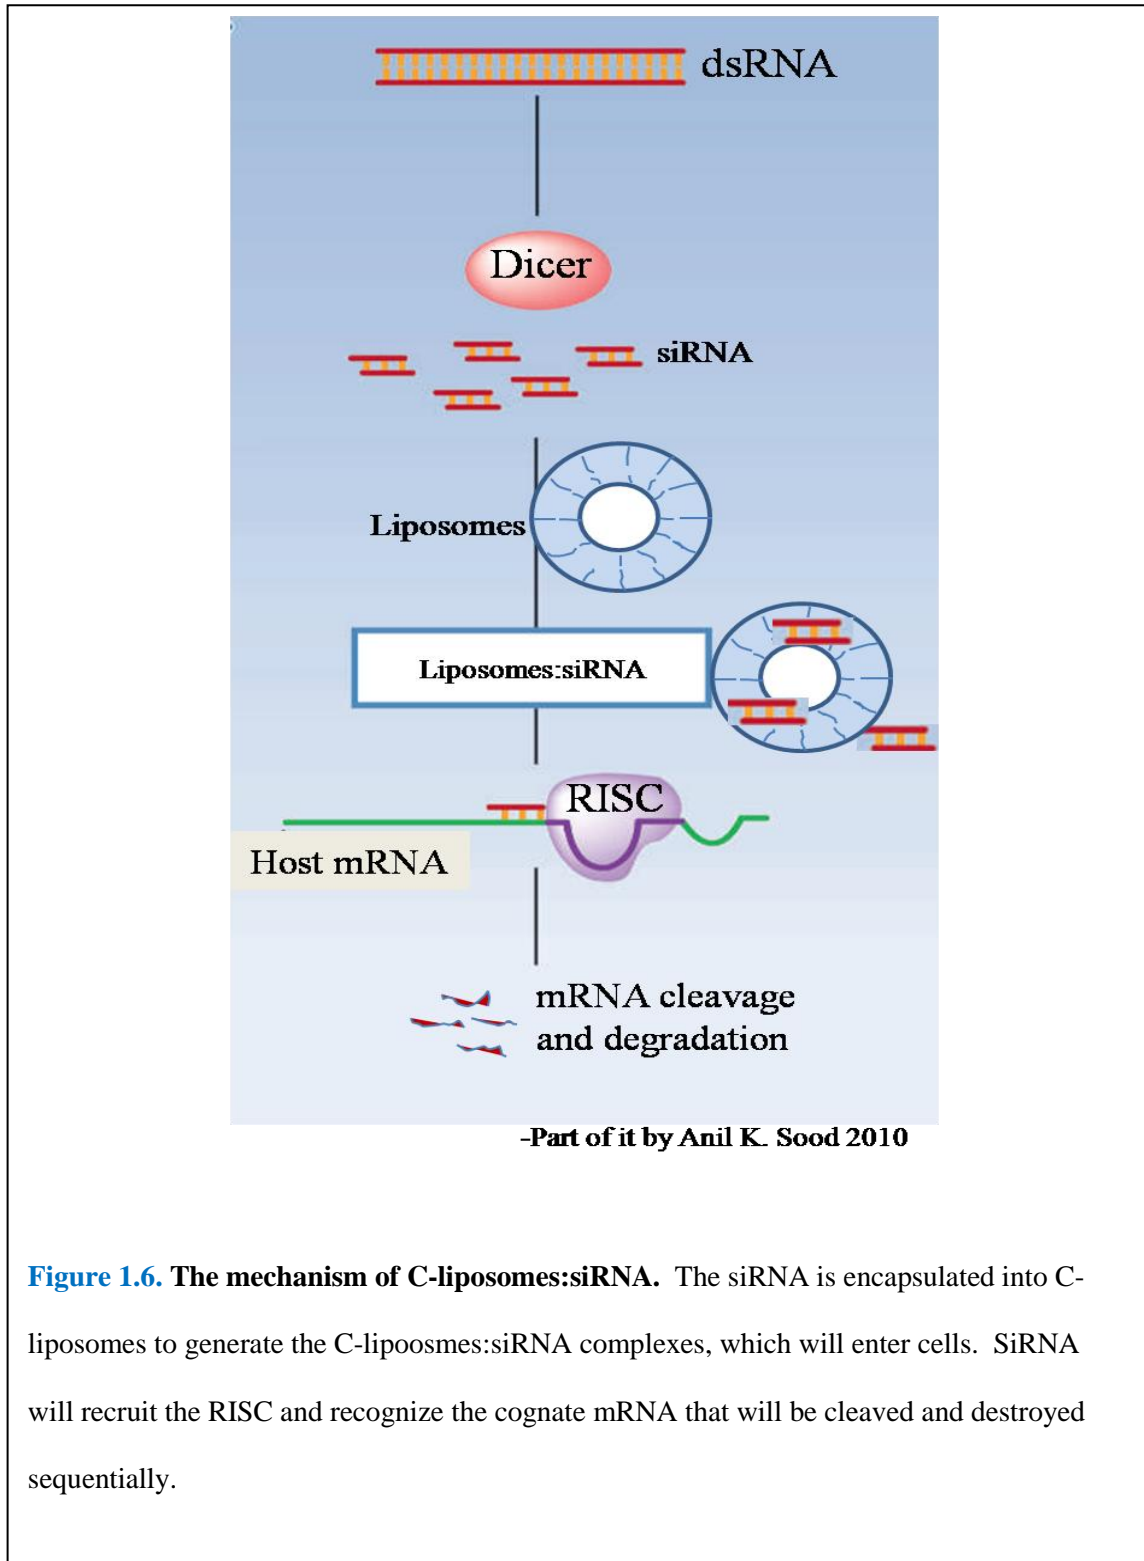 dsRNA
Dicer
siRNA
Liposomes
Liposomes:siRNA
RISC
Host mRNA
mRNA cleavage
and degradation
-Part of it by Anil K. Sood 2010
Figure 1.6. The mechanism of C-liposomes:siRNA. The siRNA is encapsulated into C-
liposomes to generate the C-lipoosmes:siRNA complexes, which will enter cells. SiRNA
will recruit the RISC and recognize the cognate mRNA that will be cleaved and destroyed
sequentially.